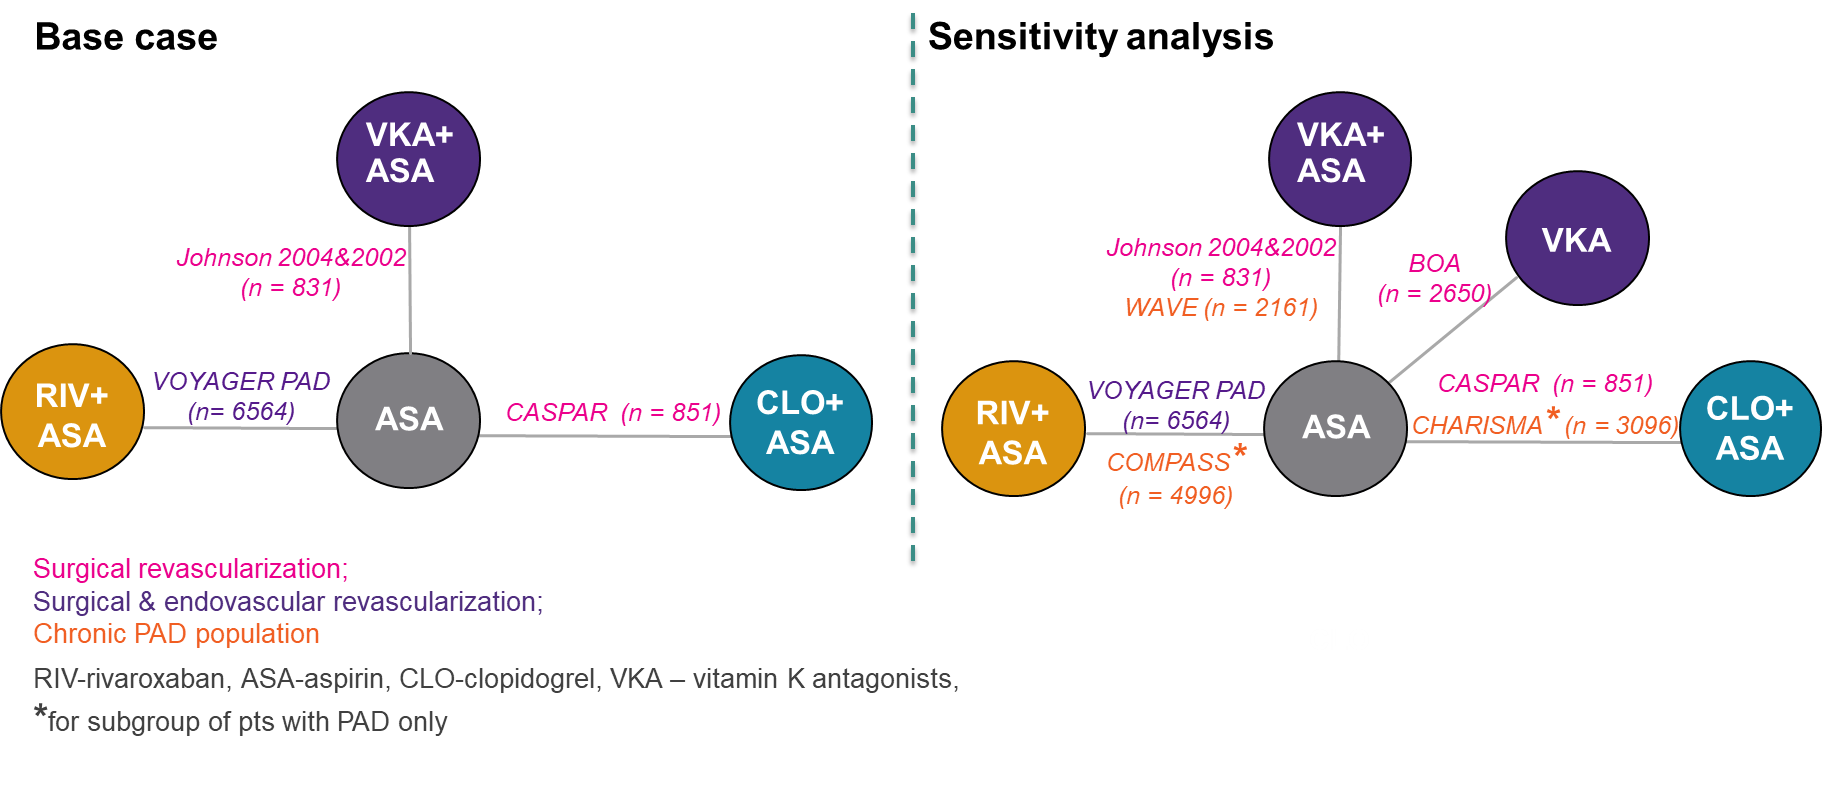 Base case
VKA+
ASA
Johnson 2004&2002
(n = 831)
RIV+
ASA
VOYAGER PAD
(n= 6564)
ASA
CASPAR (n = 851)
CLO+
ASA
Sensitivity analysis
VKA+
ASA
VKA
Johnson 2004&2002
(n = 831)
WAVE (n = 2161)
BOA
(n = 2650)
RIV+
ASA
VOYAGER PAD
(n= 6564)
COMPASS*
(n = 4996)
ASA
CASPAR (n = 851)
CHARISMA* (n = 3096)
CLO+
ASA
Surgical revascularization;
Surgical & endovascular revascularization;
Chronic PAD population
RIV-rivaroxaban, ASA-aspirin, CLO-clopidogrel, VKA – vitamin K antagonists,
*for subgroup of pts with PAD only